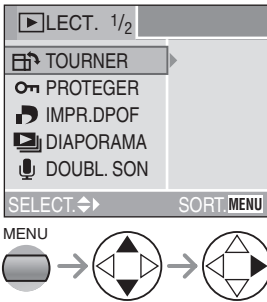 LECT. 1/2
TOURNER
PROTEGER
IMPR.DPOF
DIAPORAMA
DOUBL. SON
SELECT. SORT.MENU
MENU